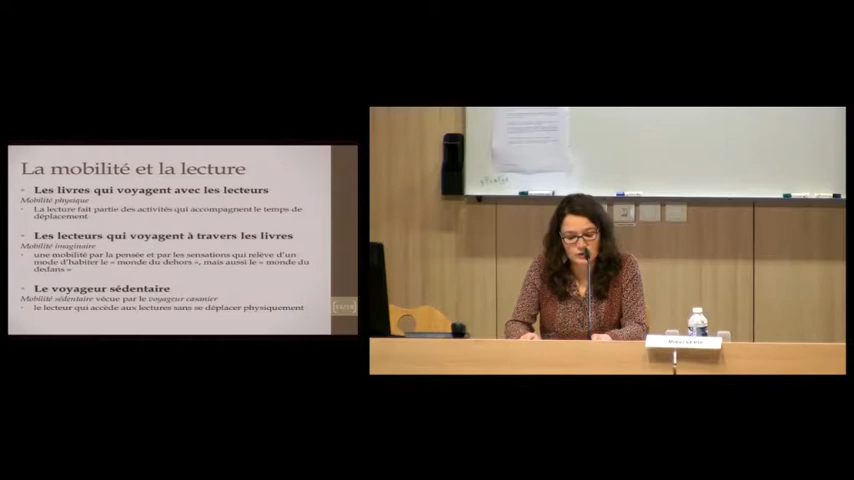 La mobilité et la lecture
Les livres qui voyagent avec les lecteurs
Mobilité physique
La lecture fait partie des activités qui accompagnent le temps de
déplacement
Les lecteurs qui voyagent à travers les livres
Mobilité imaginaire
une mobilité par la pensée et par les sensations qui relève d'un
mode d'habiter le « monde du dehors », mais aussi le « monde du
dedans »
Le voyageur sédentaire
Mobilité sédentaire vécue par le voyageur casanier
le lecteur qui accède aux lectures sans se déplacer physiquement